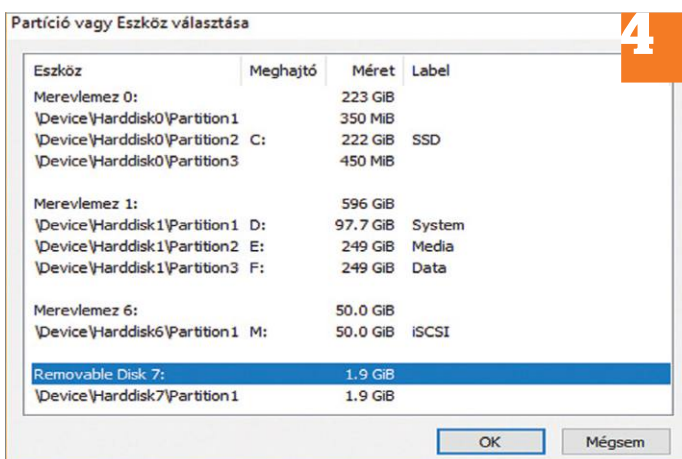 Partíció vagy Eszköz választása
4
Eszköz Meghajtó Méret Label
Merevlemez 0: 223 GiB
\Device\Harddisk0\Partition1 350 MiB
\Device\Harddisk0\Partition2 C: 222 GiB SSD
\Device\Harddisk0\Partition3 450 MiB
Merevlemez 1: 596 GiB
\Device\Harddisk1\Partition1 D: 97.7 GiB System
\Device\Harddisk1\Partition2 E: 249 GiB Media
\Device\Harddisk1\Partition3 F: 249 GiB Data
Merevlemez 6: 50.0 GiB
\Device\Harddisk6\Partition1 M: 50.0 GiB iSCSI
Removable Disk 7: 1.9 GiB
\Device\Harddisk7\Partition1 1.9 GiB
OK Mégsem